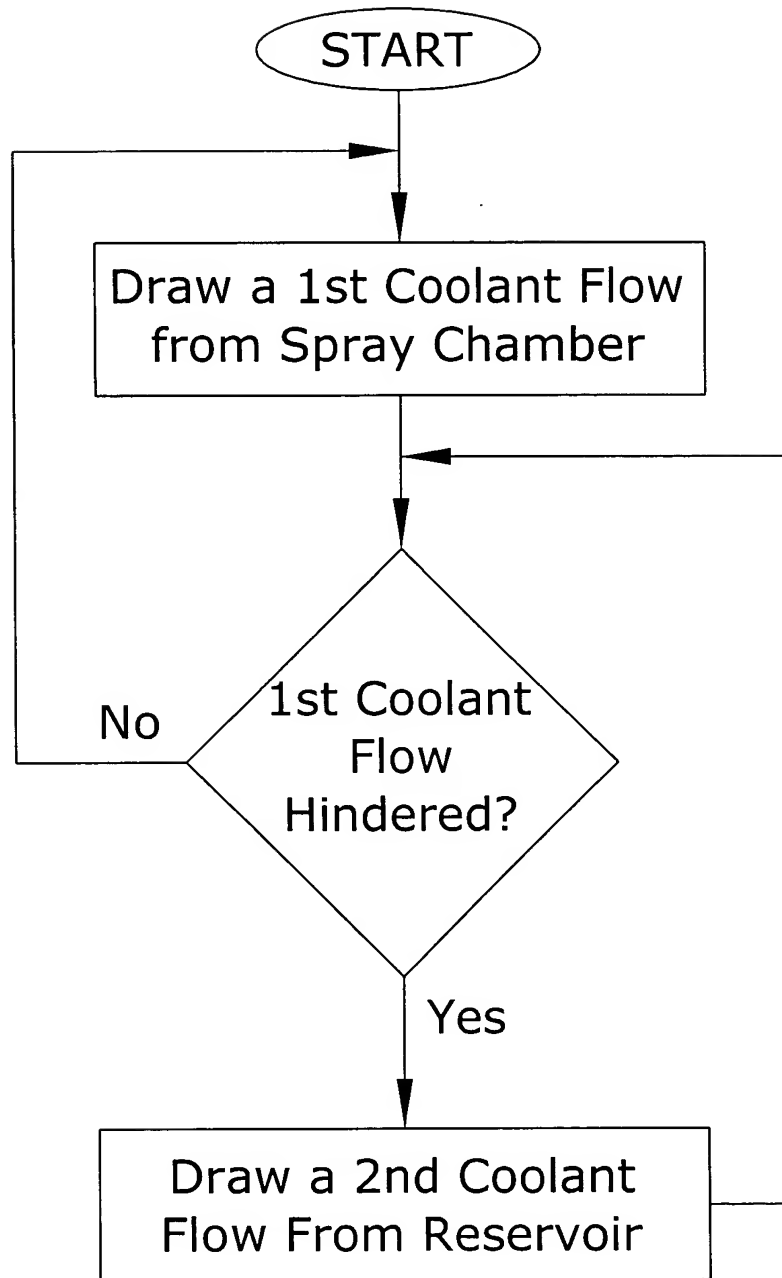 START
Draw a 1st Coolant Flow
from Spray Chamber
1st Coolant
Flow
Hindered?
No
Yes
Draw a 2nd Coolant
Flow From Reservoir